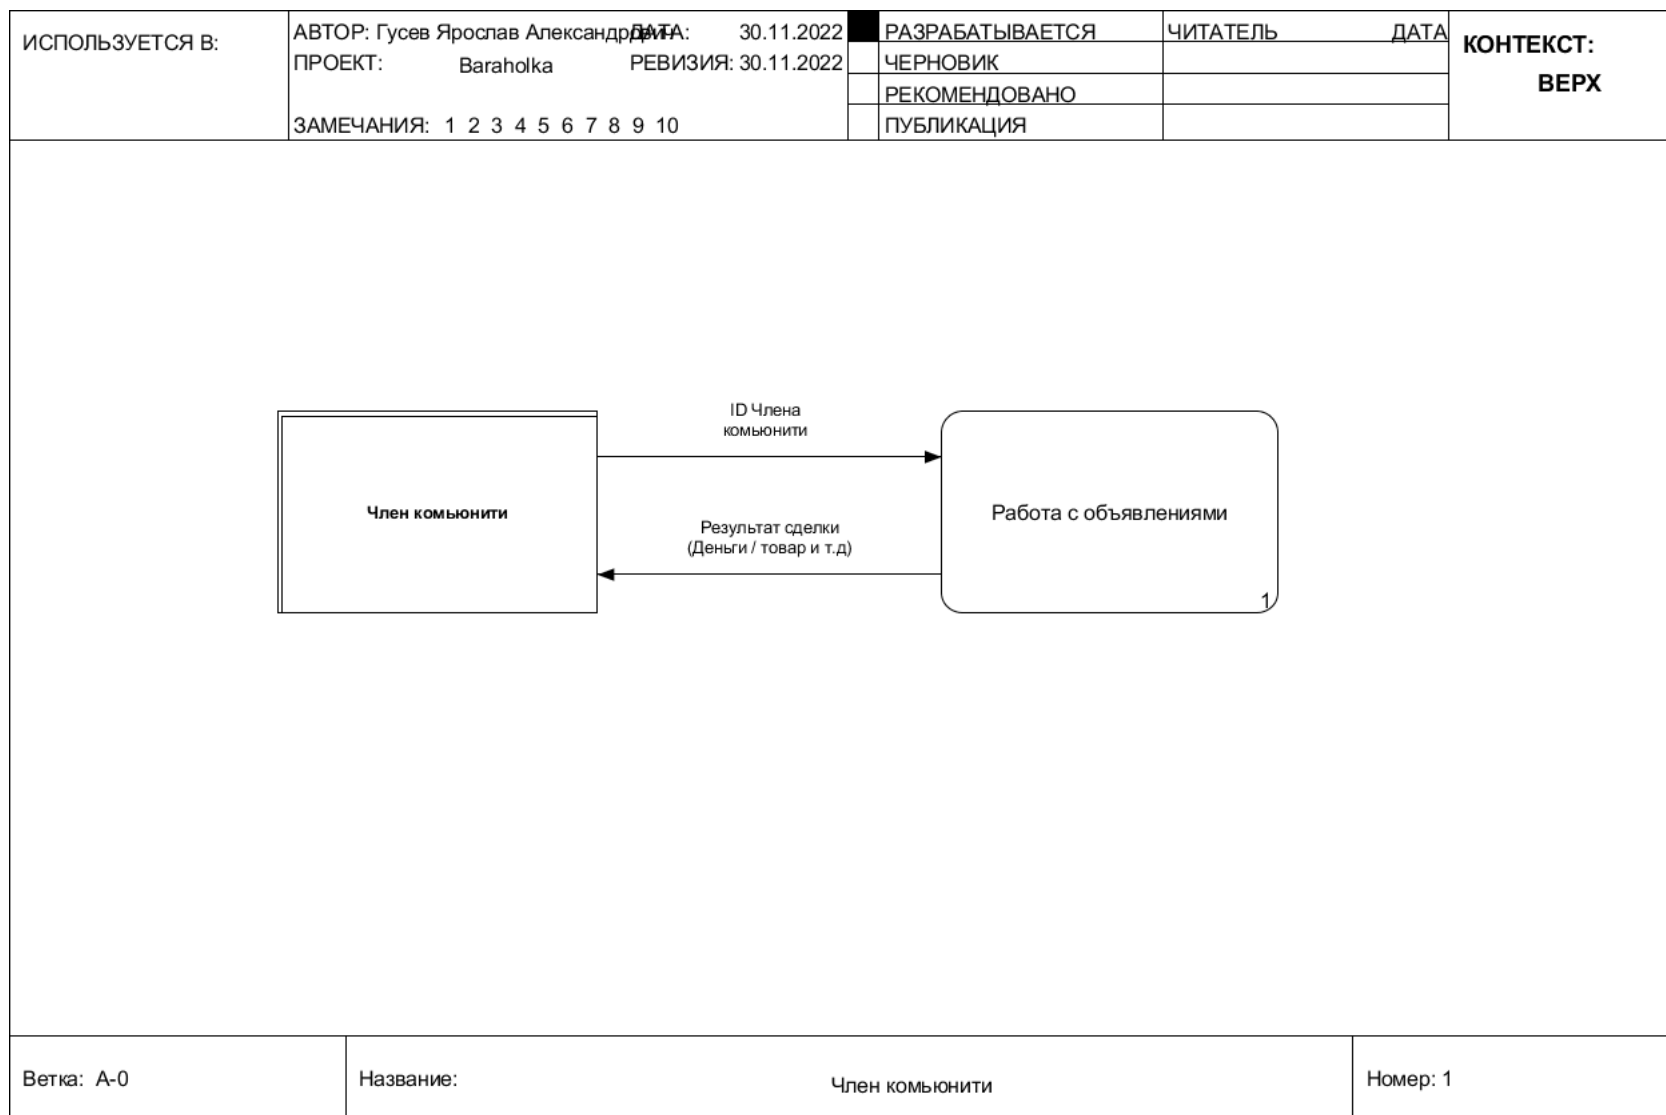 ИСПОЛЬЗУЕТСЯ В:
АВТОР: Гусев Ярослав Александрович
ДАТА: 30.11.2022
ПРОЕКТ: Baraholka
РЕВИЗИЯ: 30.11.2022
ЗАМЕЧАНИЯ: 1 2 3 4 5 6 7 8 9 10
РАЗРАБАТЫВАЕТСЯ
ЧЕРНОВИК
РЕКОМЕНДОВАНО
ПУБЛИКАЦИЯ
ЧИТАТЕЛЬ ДАТА
КОНТЕКСТ:
ВЕРХ
ID Члена
комьюнити
Член комьюнити
Результат сделки
(Деньги / товар и т.д)
Работа с объявлениями
1
Ветка: A-0
Название: Член комьюнити
Номер: 1